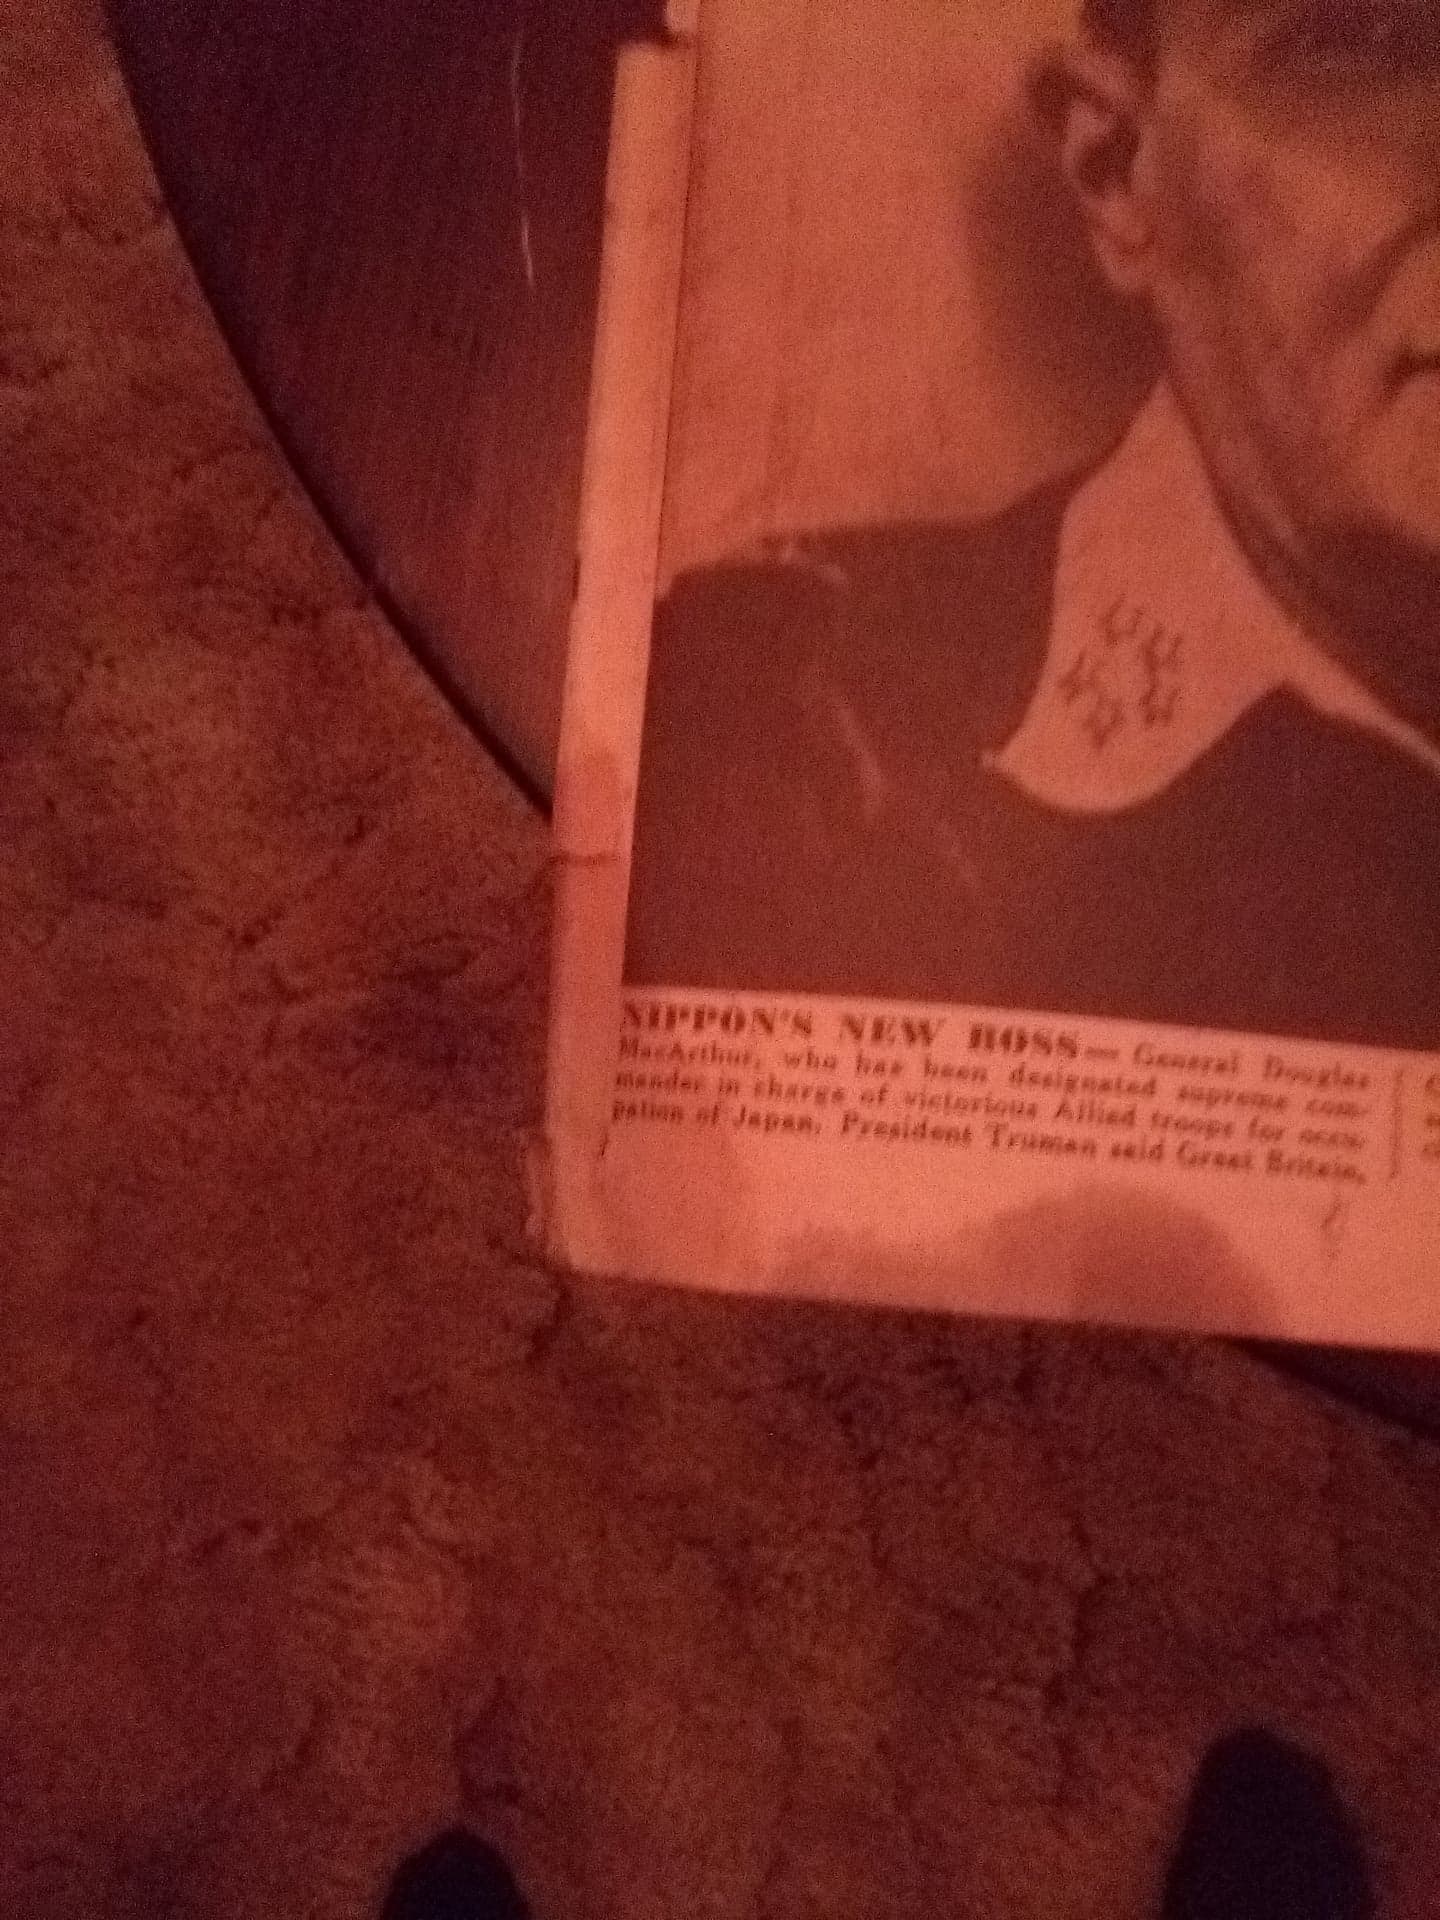 NIPPON'S NEW BOSS— General Douglas
MacArthur, who has been designated supreme com-
mander in charge of victorious Allied troops for occu-
pation of Japan. President Truman said Great Britain,